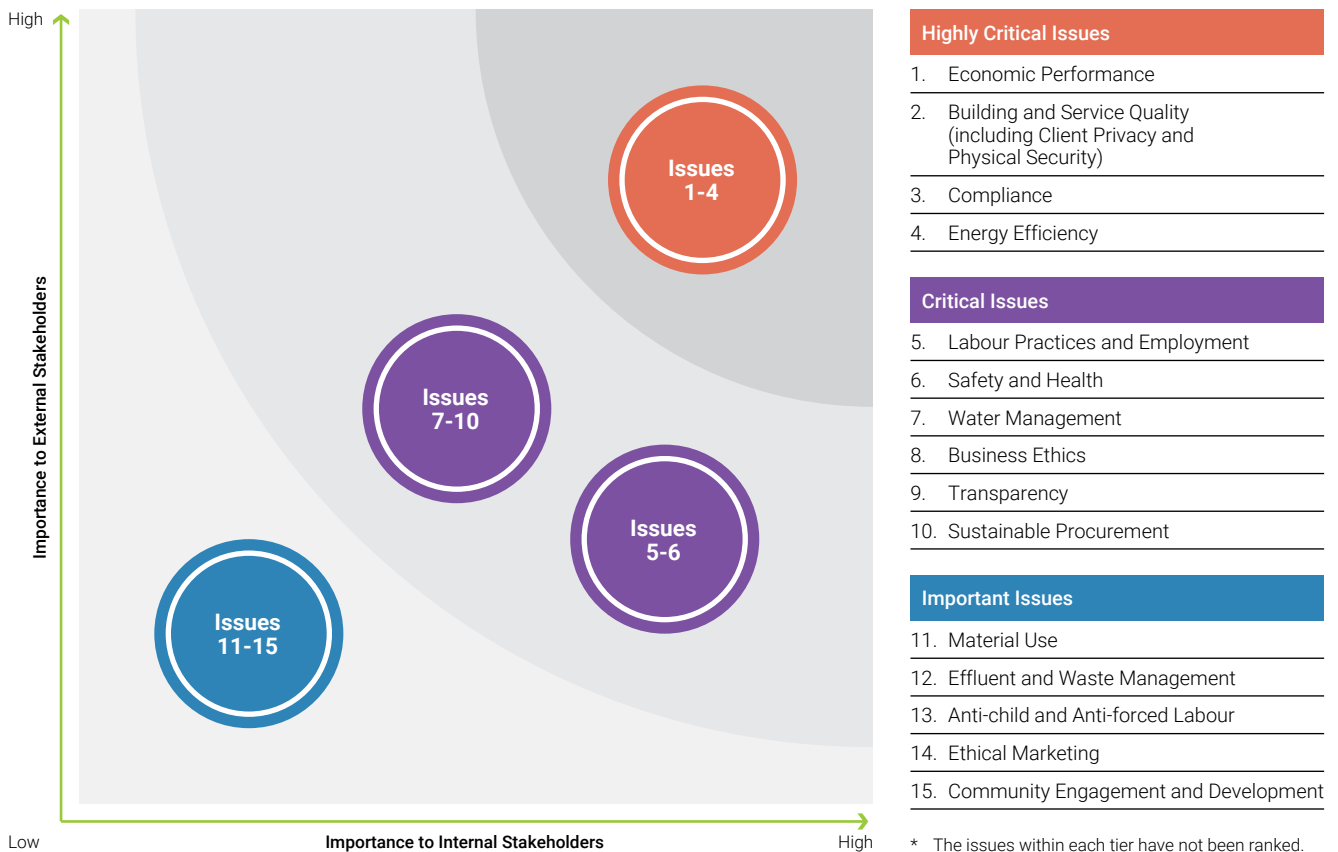 High
Importance to External Stakeholders
Issues
1-4
Issues
7-10
Issues
5-6
Issues
11-15
Low
Importance to Internal Stakeholders
High
Highly Critical Issues
1. Economic Performance
2. Building and Service Quality
(including Client Privacy and
Physical Security)
3. Compliance
4. Energy Efficiency
Critical Issues
5. Labour Practices and Employment
6. Safety and Health
7. Water Management
8. Business Ethics
9. Transparency
10. Sustainable Procurement
Important Issues
11. Material Use
12. Effluent and Waste Management
13. Anti-child and Anti-forced Labour
14. Ethical Marketing
15. Community Engagement and Development
* The issues within each tier have not been ranked.